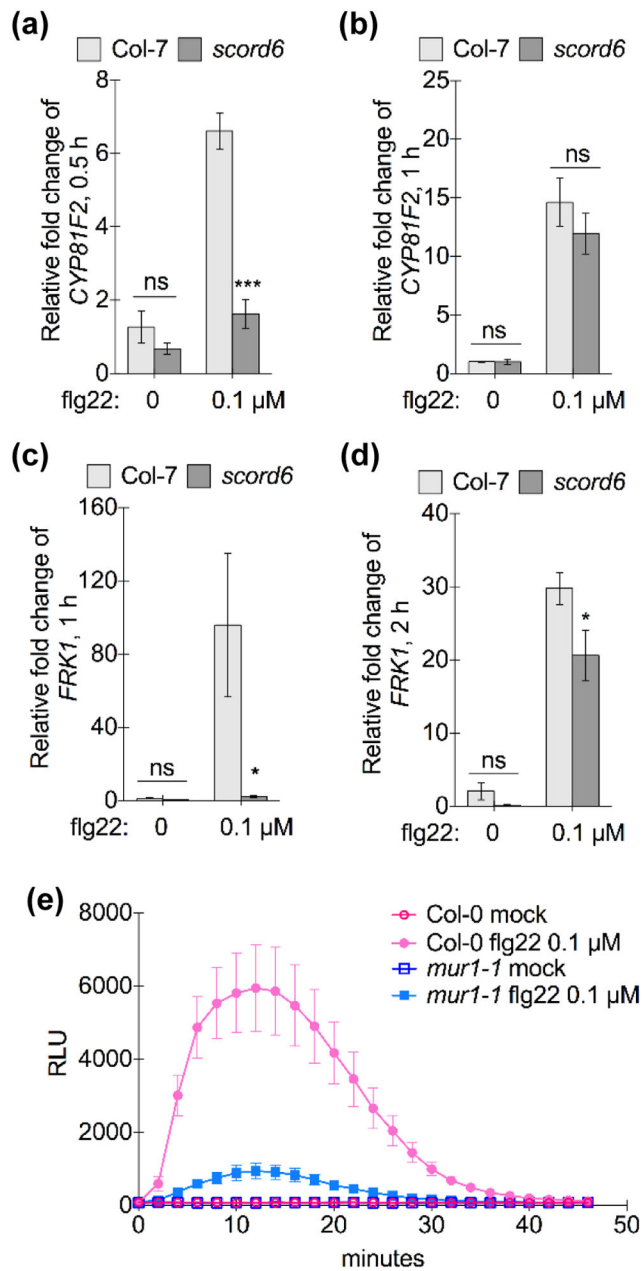 (a)
Col-7 scord6
Relative fold change of
CYP81F2, 0.5 h
8
6
4
2
0
ns
***
flg22: 0 0.1 µM
(b)
Col-7 scord6
Relative fold change of
CYP81F2, 1 h
25
20
15
10
5
0
ns
ns
flg22: 0 0.1 µM
(c)
Col-7 scord6
Relative fold change of
FRK1, 1 h
160
120
80
40
0
ns
*
flg22: 0 0.1 µM
(d)
Col-7 scord6
Relative fold change of
FRK1, 2 h
40
30
20
10
0
ns
*
flg22: 0 0.1 µM
(e)
RLU
8000
6000
4000
2000
0
Col-0 mock
Col-0 flg22 0.1 µM
mur1-1 mock
mur1-1 flg22 0.1 µM
0 10 20 30 40 50
minutes